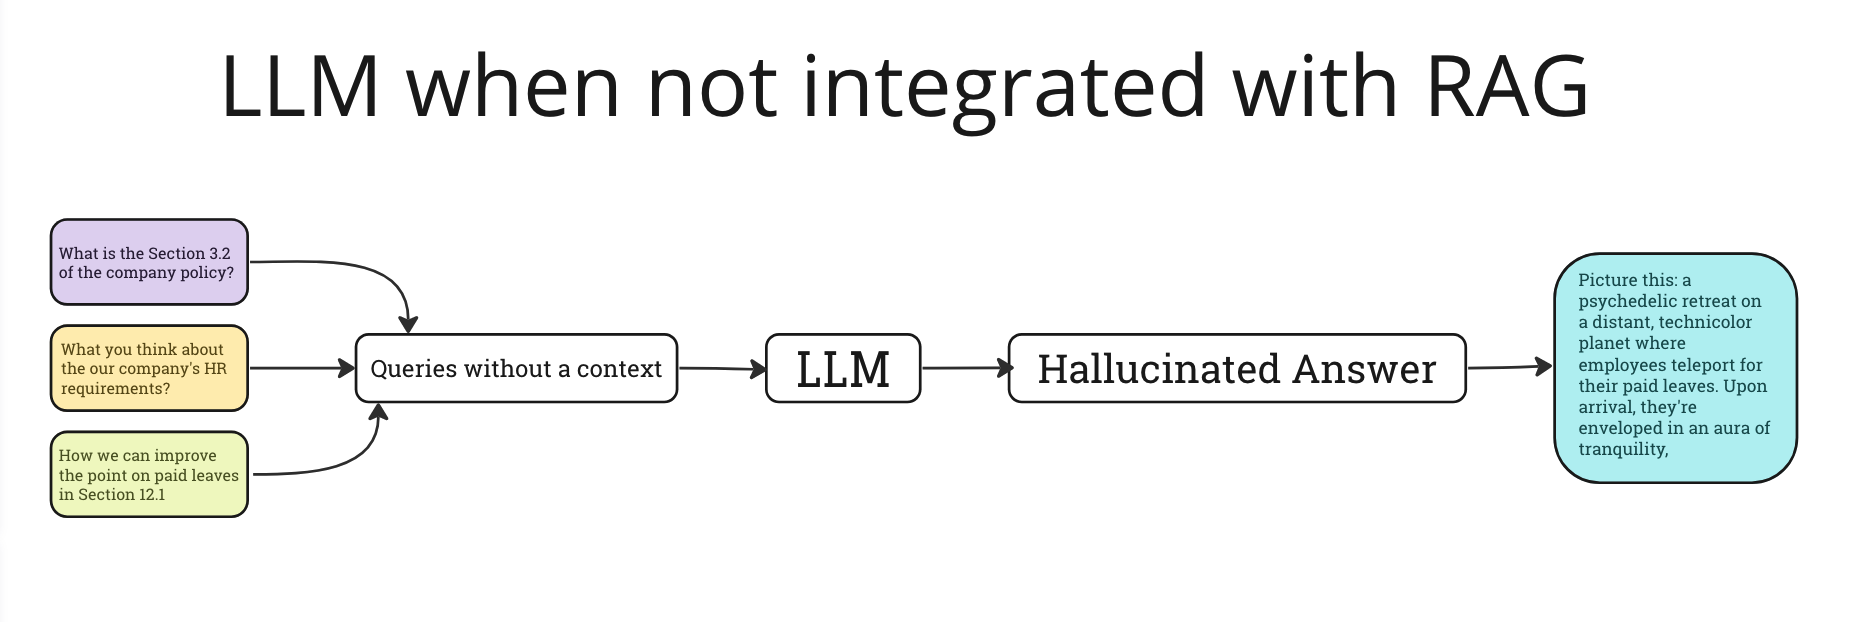 LLM when not integrated with RAG
What is the Section 3.2
of the company policy?
What you think about
the our company's HR
requirements?
How we can improve
the point on paid leaves
in Section 12.1
Queries without a context
LLM
Hallucinated Answer
Picture this: a
psychedelic retreat on
a distant, technicolor
planet where
employees teleport for
their paid leaves. Upon
arrival, they're
enveloped in an aura of
tranquility,